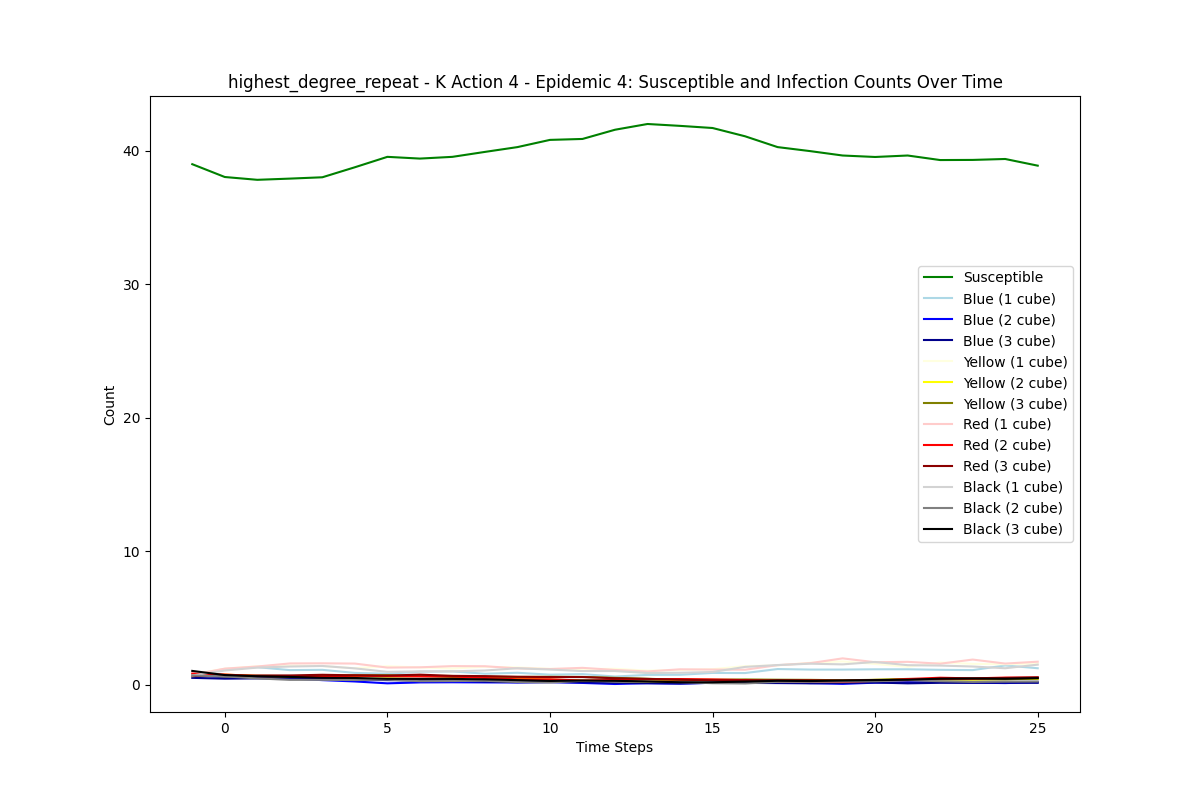 highest_degree_repeat - K Action 4 - Epidemic 4: Susceptible and Infection Counts Over Time
40
30
20
10
0
Count
Susceptible
Blue (1 cube)
Blue (2 cube)
Blue (3 cube)
Yellow (1 cube)
Yellow (2 cube)
Yellow (3 cube)
Red (1 cube)
Red (2 cube)
Red (3 cube)
Black (1 cube)
Black (2 cube)
Black (3 cube)
0 5 10 15 20 25
Time Steps